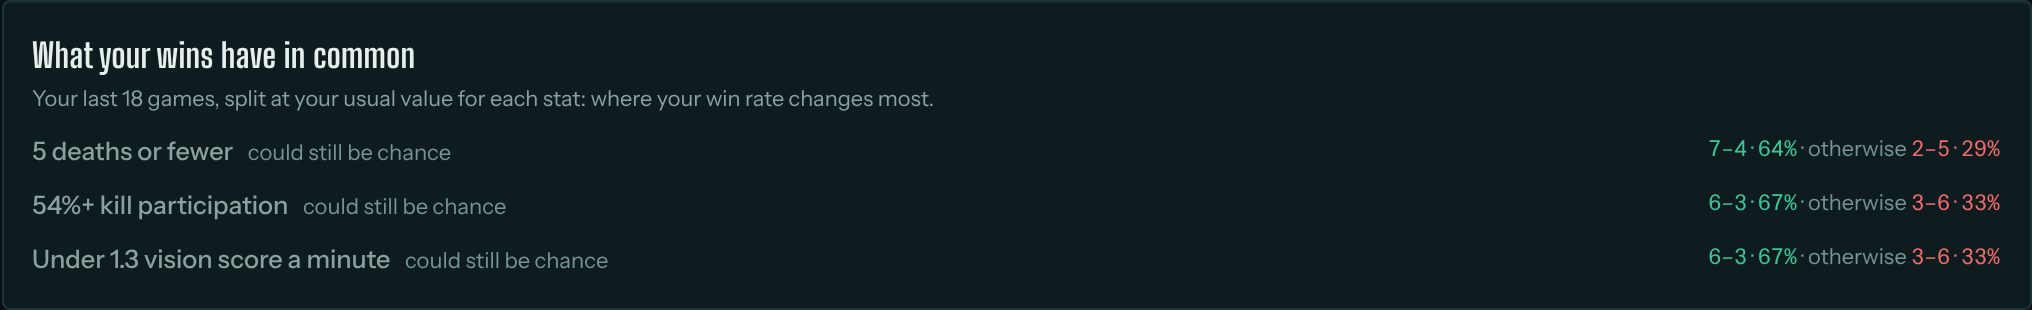 What your wins have in common
Your last 18 games, split at your usual value for each stat: where your win rate changes most.
5 deaths or fewer could still be chance 7–4 · 64% · otherwise 2–5 · 29%
54%+ kill participation could still be chance 6–3 · 67% · otherwise 3–6 · 33%
Under 1.3 vision score a minute could still be chance 6–3 · 67% · otherwise 3–6 · 33%